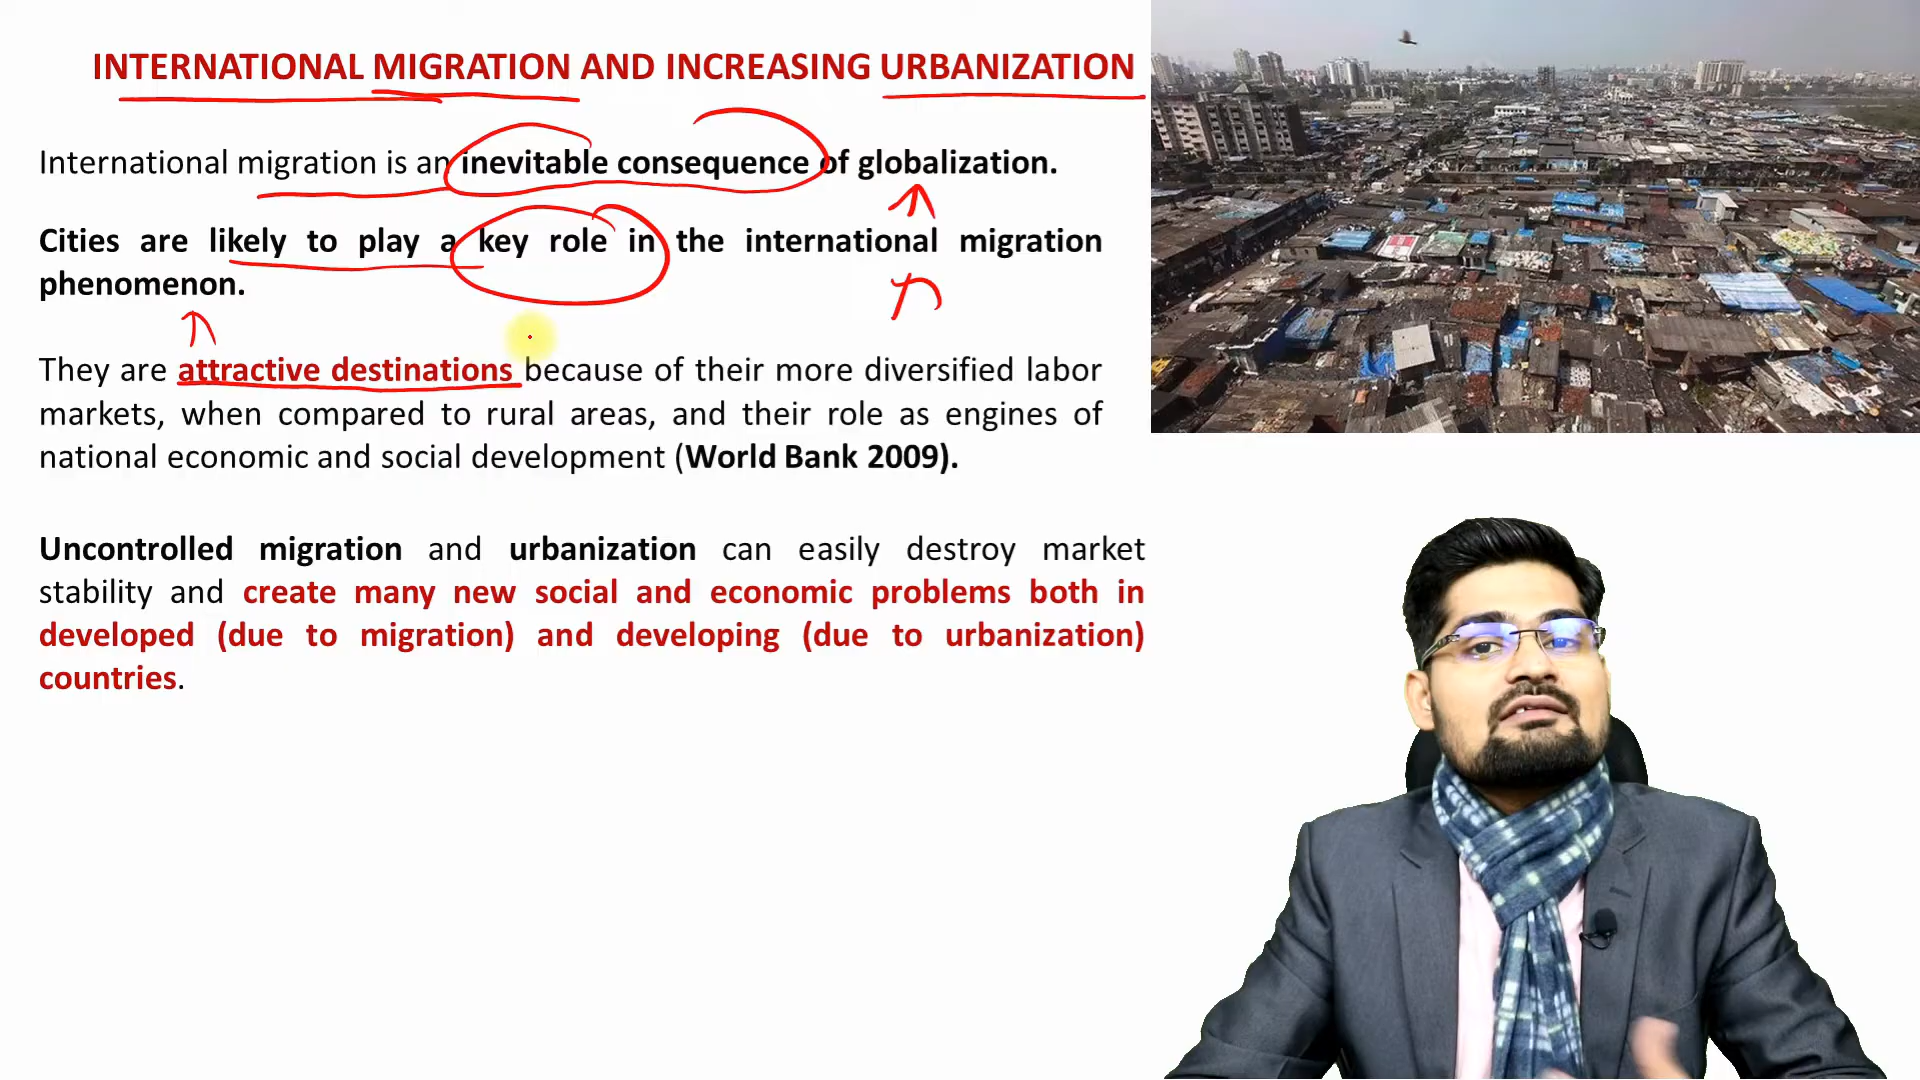 INTERNATIONAL MIGRATION AND INCREASING URBANIZATION
International migration is an inevitable consequence of globalization.
Cities are likely to play a key role in the international migration
phenomenon.
They are attractive destinations because of their more diversified labor
markets, when compared to rural areas, and their role as engines of
national economic and social development (World Bank 2009).
Uncontrolled migration and urbanization can easily destroy market
stability and create many new social and economic problems both in
developed (due to migration) and developing (due to urbanization)
countries.